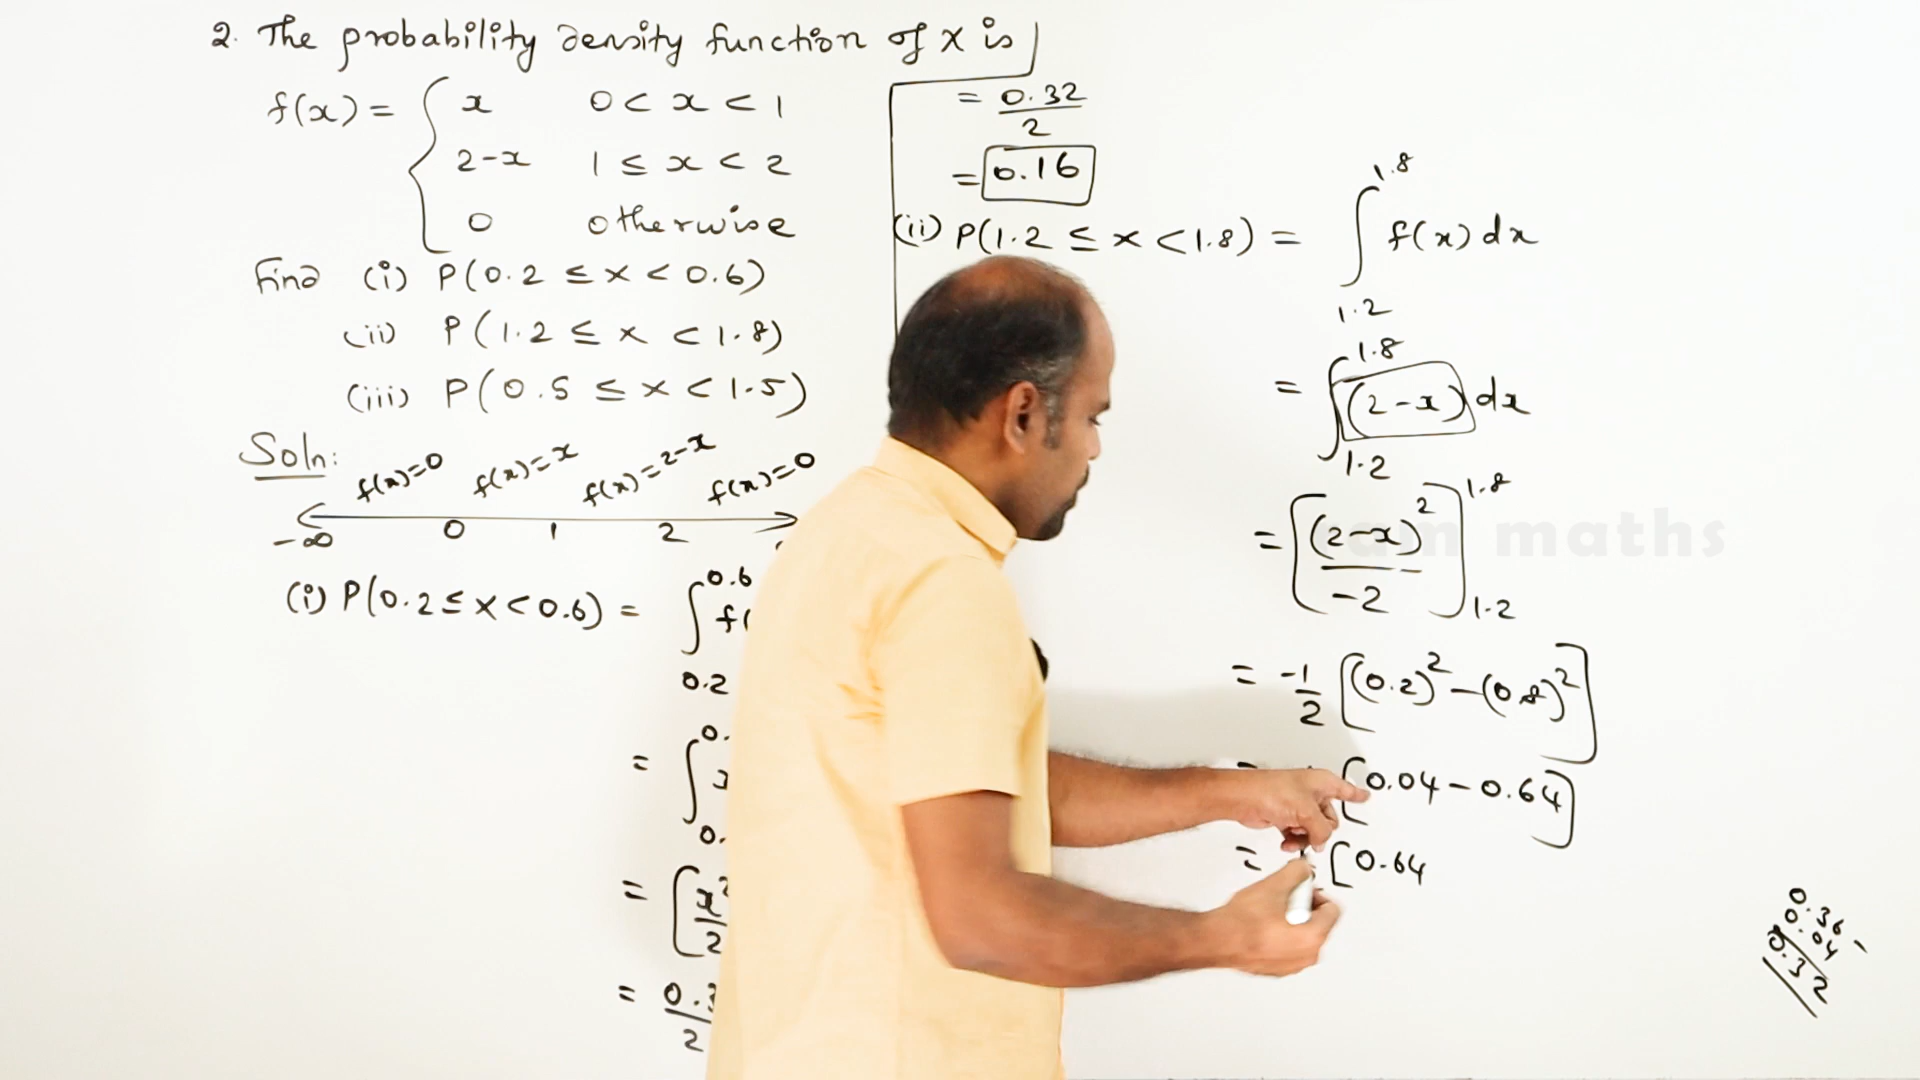 2. The probability density function of x is
f(x) = { x 0 < x < 1
2-x 1 ≤ x < 2
0 otherwise
Find (i) P(0.2 ≤ x < 0.6)
(ii) P(1.2 ≤ x < 1.8)
(iii) P(0.5 ≤ x < 1.5)
Soln:
f(x)=0 f(x)=x f(x)=2-x f(x)=0
-∞ 0 1 2
(i) P(0.2 ≤ x < 0.6) = ∫
0.6
0.2
= ∫
= [x²/2
=
= 0.32/2
= 0.16
(ii) P(1.2 ≤ x < 1.8) = ∫ f(x) dx
1.8
1.2
= ∫ (2-x) dx
1.8
1.2
= [(2-x)²/-2]
1.8
1.2
= -1/2 [(0.2)² - (0.8)²]
= [0.04 - 0.64]
= [0.64
0.36 -
0.04
0.32
am maths